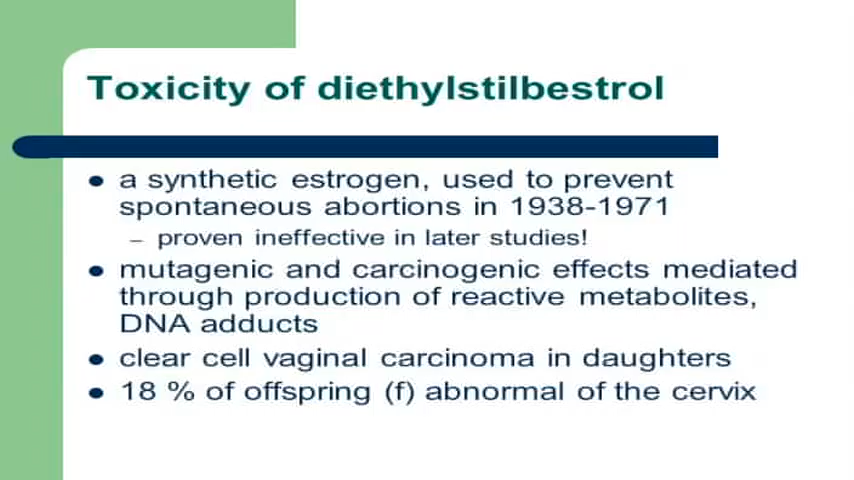 Toxicity of diethylstilbestrol
• a synthetic estrogen, used to prevent
spontaneous abortions in 1938-1971
– proven ineffective in later studies!
• mutagenic and carcinogenic effects mediated
through production of reactive metabolites,
DNA adducts
• clear cell vaginal carcinoma in daughters
• 18 % of offspring (f) abnormal of the cervix